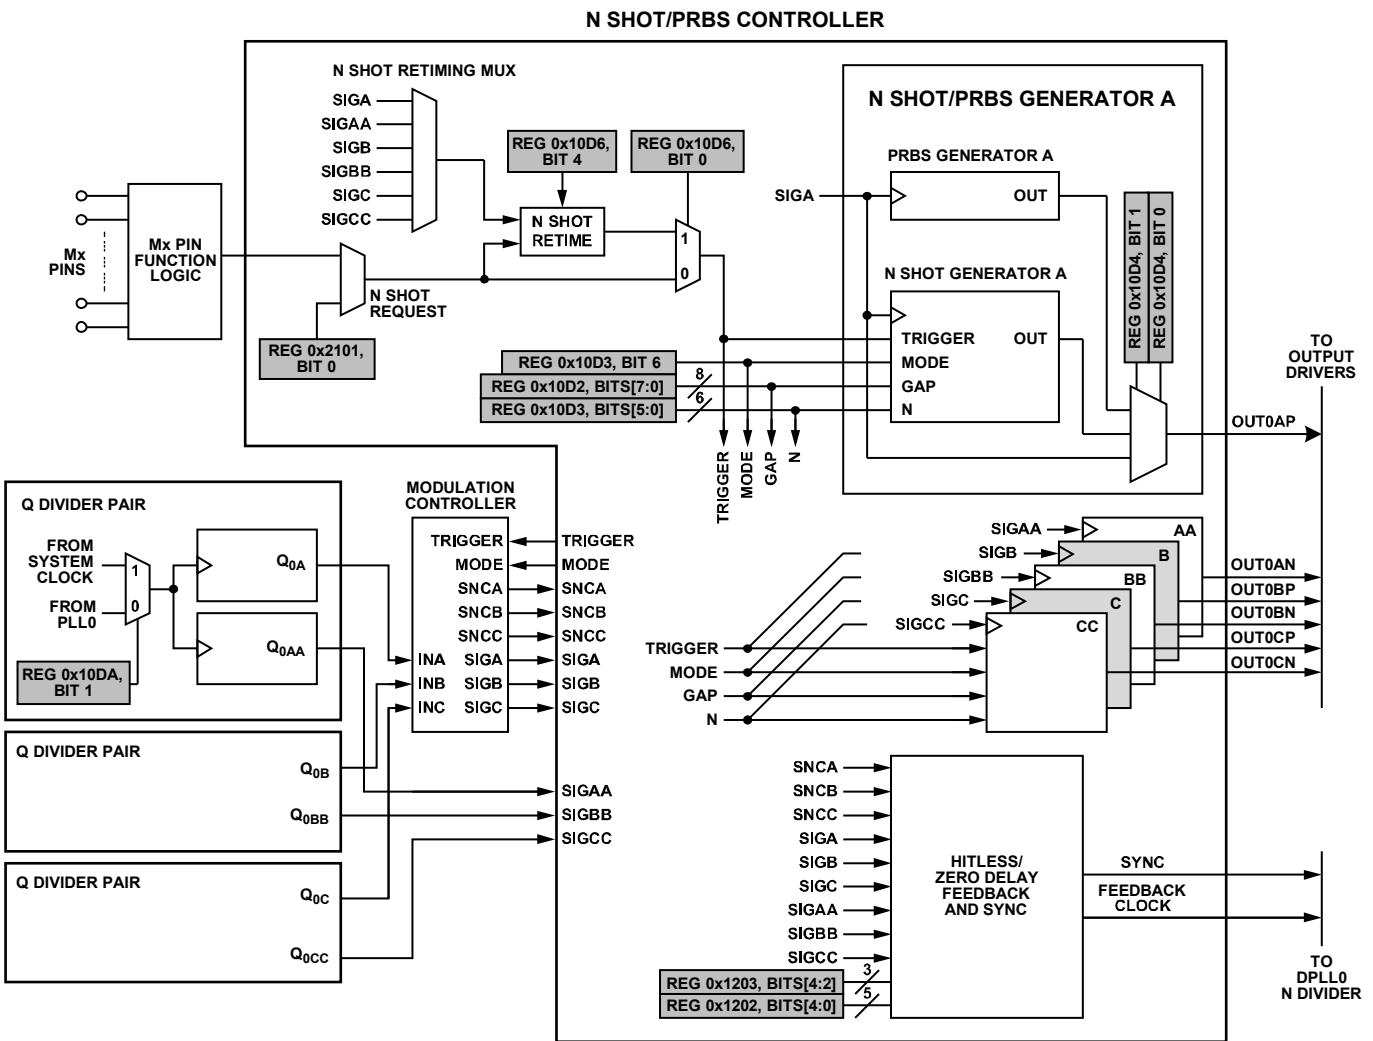 N SHOT/PRBS CONTROLLER
N SHOT RETIMING MUX
SIGA
SIGAA
SIGB
SIGBB
SIGC
SIGCC
REG 0x10D6,
BIT 4
REG 0x10D6,
BIT 0
N SHOT
RETIME
1
0
Mx
PINS
Mx PIN
FUNCTION
LOGIC
N SHOT
REQUEST
REG 0x2101,
BIT 0
N SHOT/PRBS GENERATOR A
PRBS GENERATOR A
SIGA
OUT
N SHOT GENERATOR A
TRIGGER
MODE
GAP
N
OUT
REG 0x10D4, BIT 1
REG 0x10D4, BIT 0
REG 0x10D3, BIT 6
REG 0x10D2, BITS[7:0]
8
REG 0x10D3, BITS[5:0]
6
TRIGGER
MODE
GAP
N
TO
OUTPUT
DRIVERS
OUT0AP
Q DIVIDER PAIR
FROM
SYSTEM
CLOCK
FROM
PLL0
1
0
REG 0x10DA,
BIT 1
Q0A
Q0AA
Q DIVIDER PAIR
Q0B
Q0BB
Q DIVIDER PAIR
Q0C
Q0CC
MODULATION
CONTROLLER
TRIGGER
MODE
SNCA
SNCB
SNCC
INA SIGA
INB SIGB
INC SIGC
TRIGGER
MODE
SNCA
SNCB
SNCC
SIGA
SIGB
SIGC
SIGAA
SIGBB
SIGCC
SIGAA
SIGB
SIGBB
SIGC
SIGCC
AA
B
BB
C
CC
TRIGGER
MODE
GAP
N
OUT0AN
OUT0BP
OUT0BN
OUT0CP
OUT0CN
SNCA
SNCB
SNCC
SIGA
SIGB
SIGC
SIGAA
SIGBB
SIGCC
REG 0x1203, BITS[4:2]
3
REG 0x1202, BITS[4:0]
5
HITLESS/
ZERO DELAY
FEEDBACK
AND SYNC
SYNC
FEEDBACK
CLOCK
TO
DPLL0
N DIVIDER